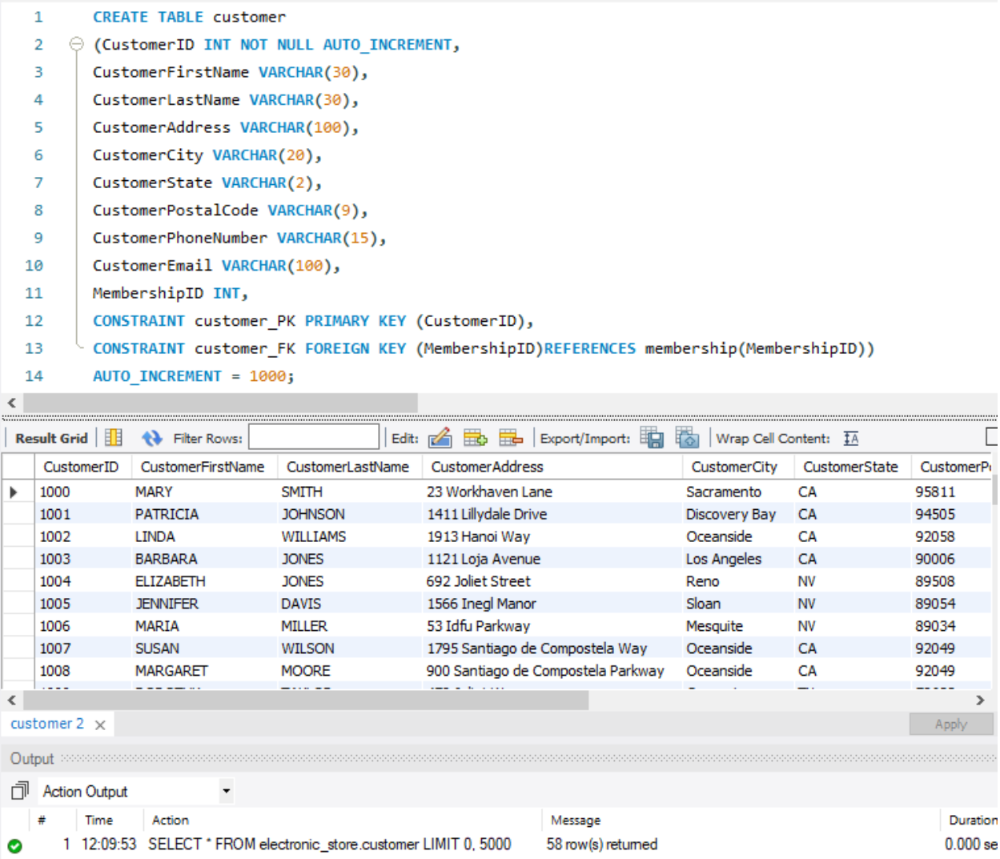 1 CREATE TABLE customer
2 (CustomerID INT NOT NULL AUTO_INCREMENT,
3 CustomerFirstName VARCHAR(30),
4 CustomerLastName VARCHAR(30),
5 CustomerAddress VARCHAR(100),
6 CustomerCity VARCHAR(20),
7 CustomerState VARCHAR(2),
8 CustomerPostalCode VARCHAR(9),
9 CustomerPhoneNumber VARCHAR(15),
10 CustomerEmail VARCHAR(100),
11 MembershipID INT,
12 CONSTRAINT customer_PK PRIMARY KEY (CustomerID),
13 CONSTRAINT customer_FK FOREIGN KEY (MembershipID)REFERENCES membership(MembershipID))
14 AUTO_INCREMENT = 1000;
Result Grid Filter Rows: Edit: Export/Import: Wrap Cell Content: IA
CustomerID CustomerFirstName CustomerLastName CustomerAddress CustomerCity CustomerState CustomerP
1000 MARY SMITH 23 Workhaven Lane Sacramento CA 95811
1001 PATRICIA JOHNSON 1411 Lillydale Drive Discovery Bay CA 94505
1002 LINDA WILLIAMS 1913 Hanoi Way Oceanside CA 92058
1003 BARBARA JONES 1121 Loja Avenue Los Angeles CA 90006
1004 ELIZABETH JONES 692 Joliet Street Reno NV 89508
1005 JENNIFER DAVIS 1566 Inegl Manor Sloan NV 89054
1006 MARIA MILLER 53 Idfu Parkway Mesquite NV 89034
1007 SUSAN WILSON 1795 Santiago de Compostela Way Oceanside CA 92049
1008 MARGARET MOORE 900 Santiago de Compostela Parkway Oceanside CA 92049
customer 2 Apply
Output
Action Output
# Time Action Message Duration
1 12:09:53 SELECT * FROM electronic_store.customer LIMIT 0, 5000 58 row(s) returned 0.000 se